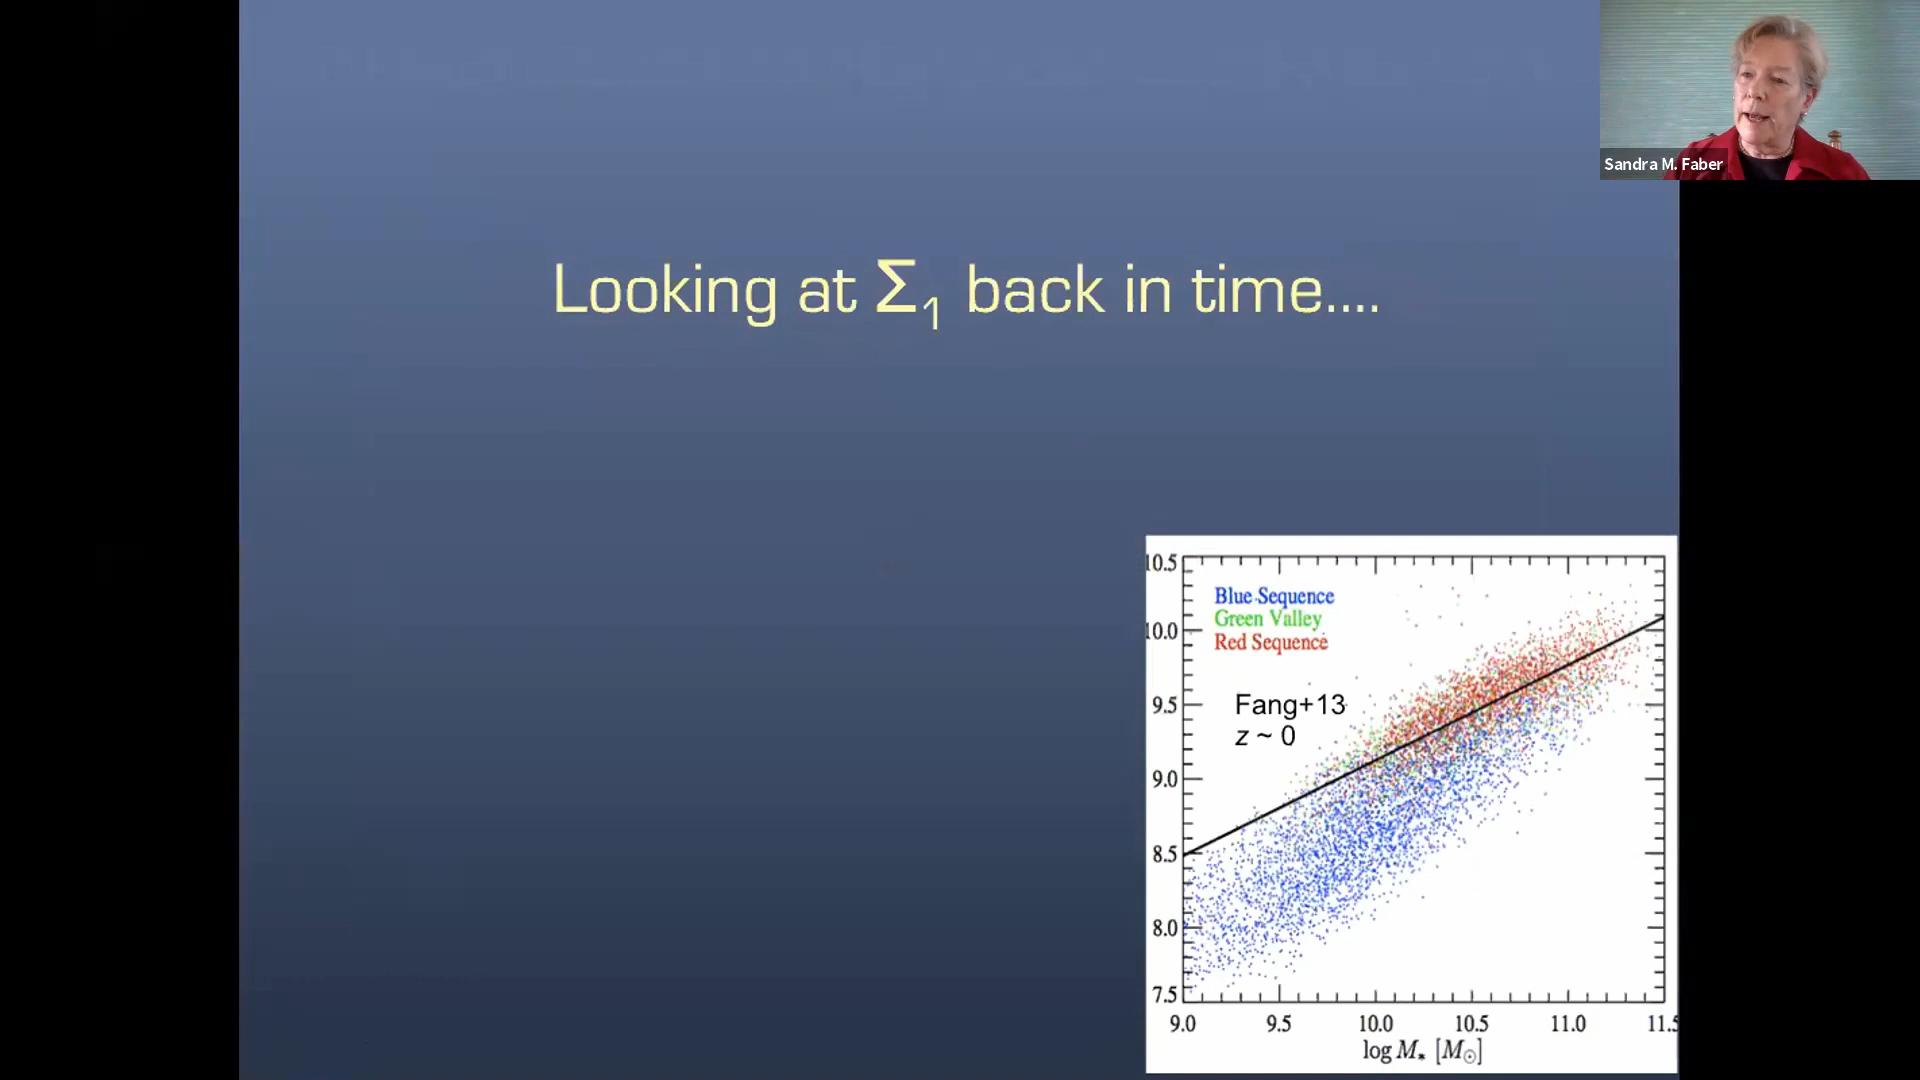 Sandra M. Faber
Looking at Σ₁ back in time....
10.5
10.0
9.5
9.0
8.5
8.0
7.5
Blue Sequence
Green Valley
Red Sequence
Fang+13
z ~ 0
9.0 9.5 10.0 10.5 11.0 11.5
log M* [M☉]